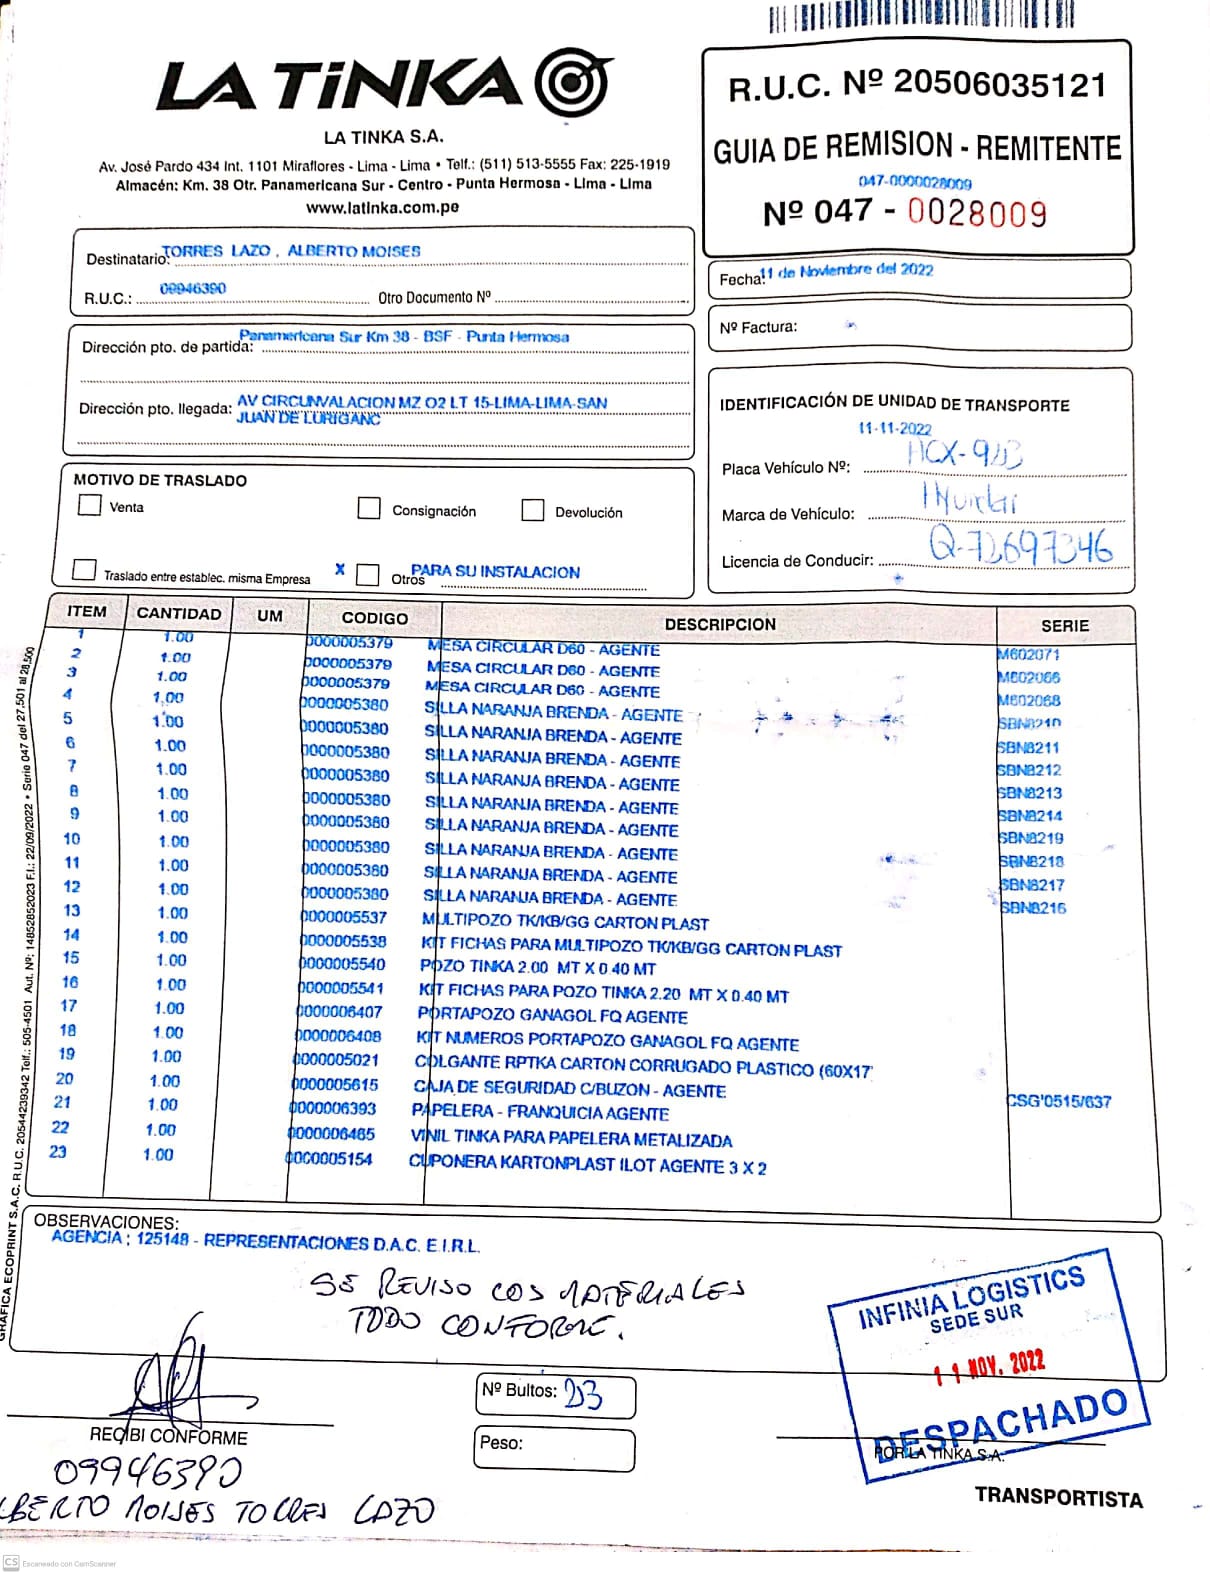 LA TiNKA
LA TINKA S.A.
Av. José Pardo 434 Int. 1101 Miraflores - Lima - Lima • Telf.: (511) 513-5555 Fax: 225-1919
Almacén: Km. 38 Otr. Panamericana Sur - Centro - Punta Hermosa - Lima - Lima
www.latinka.com.pe
R.U.C. Nº 20506035121
GUIA DE REMISION - REMITENTE
047-0000028009
Nº 047 - 0028009
Destinatario: TORRES LAZO , ALBERTO MOISES
R.U.C.: 09946390 Otro Documento Nº
Fecha: 11 de Noviembre del 2022
Nº Factura:
Dirección pto. de partida: Panamericana Sur Km 38 - BSF - Punta Hermosa
Dirección pto. llegada: AV CIRCUNVALACION MZ O2 LT 15-LIMA-LIMA-SAN
JUAN DE LURIGANC
IDENTIFICACIÓN DE UNIDAD DE TRANSPORTE
11-11-2022
Placa Vehículo Nº:
Marca de Vehículo:
Licencia de Conducir: Q-72697346
MOTIVO DE TRASLADO
Venta Consignación Devolución
Traslado entre establec. misma Empresa X Otros PARA SU INSTALACION
ITEM CANTIDAD UM CODIGO DESCRIPCION SERIE
1 1.00 0000005379 MESA CIRCULAR D60 - AGENTE M602071
2 1.00 0000005379 MESA CIRCULAR D60 - AGENTE M602066
3 1.00 0000005379 MESA CIRCULAR D60 - AGENTE M602068
4 1.00 0000005380 SILLA NARANJA BRENDA - AGENTE SBN8210
5 1.00 0000005380 SILLA NARANJA BRENDA - AGENTE SBN8211
6 1.00 0000005380 SILLA NARANJA BRENDA - AGENTE SBN8212
7 1.00 0000005380 SILLA NARANJA BRENDA - AGENTE SBN8213
8 1.00 0000005380 SILLA NARANJA BRENDA - AGENTE SBN8214
9 1.00 0000005380 SILLA NARANJA BRENDA - AGENTE SBN8219
10 1.00 0000005380 SILLA NARANJA BRENDA - AGENTE SBN8218
11 1.00 0000005380 SILLA NARANJA BRENDA - AGENTE SBN8217
12 1.00 0000005380 SILLA NARANJA BRENDA - AGENTE SBN8216
13 1.00 0000005537 MULTIPOZO TK/KB/GG CARTON PLAST
14 1.00 0000005538 KIT FICHAS PARA MULTIPOZO TK/KB/GG CARTON PLAST
15 1.00 0000005540 POZO TINKA 2.00 MT X 0.40 MT
16 1.00 0000005541 KIT FICHAS PARA POZO TINKA 2.20 MT X 0.40 MT
17 1.00 0000006407 PORTAPOZO GANAGOL FQ AGENTE
18 1.00 0000006408 KIT NUMEROS PORTAPOZO GANAGOL FQ AGENTE
19 1.00 0000005021 COLGANTE RPTKA CARTON CORRUGADO PLASTICO (60X17
20 1.00 0000005615 CAJA DE SEGURIDAD C/BUZON - AGENTE CSG'0515/637
21 1.00 0000006393 PAPELERA - FRANQUICIA AGENTE
22 1.00 0000006485 VINIL TINKA PARA PAPELERA METALIZADA
23 1.00 0000005154 CUPONERA KARTONPLAST ILOT AGENTE 3 X 2
GRÁFICA ECOPRINT S.A.C. R.U.C. 20544239342 Telf.: 505-4501 Aut. Nº: 14852852023 F.I.: 22/09/2022 • Serie 047 del 27,501 al 28,500
OBSERVACIONES:
AGENCIA : 125148 - REPRESENTACIONES D.A.C. E.I.R.L.
SE REVISO LOS MATERIALES
TODO CONFORME.
INFINIA LOGISTICS
SEDE SUR
11 NOV. 2022
DESPACHADO
Nº Bultos: 23
Peso:
RECIBI CONFORME
POR LA TINKA S.A.
09946390
LBERTO MOISES TORRES LAZO
TRANSPORTISTA
CS Escaneado con CamScanner